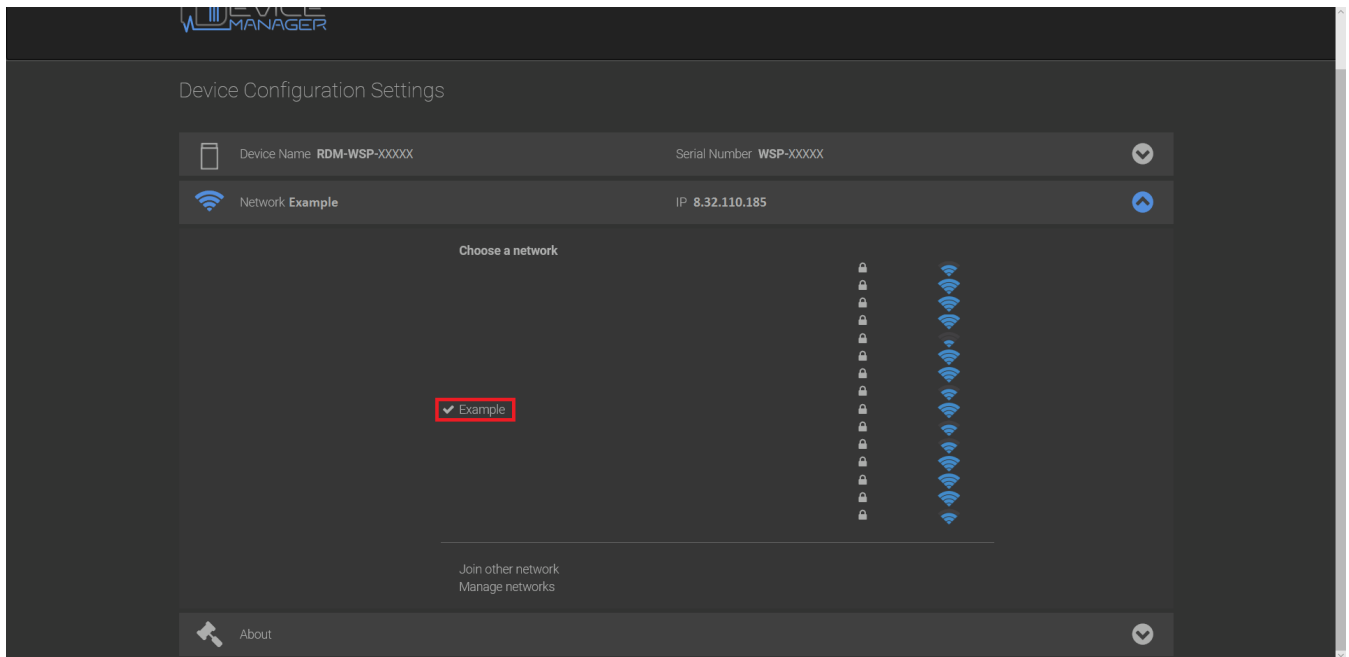 DEVICE
MANAGER
Device Configuration Settings
Device Name RDM-WSP-XXXXX Serial Number WSP-XXXXX
Network Example IP 8.32.110.185
Choose a network
Example
Join other network
Manage networks
About